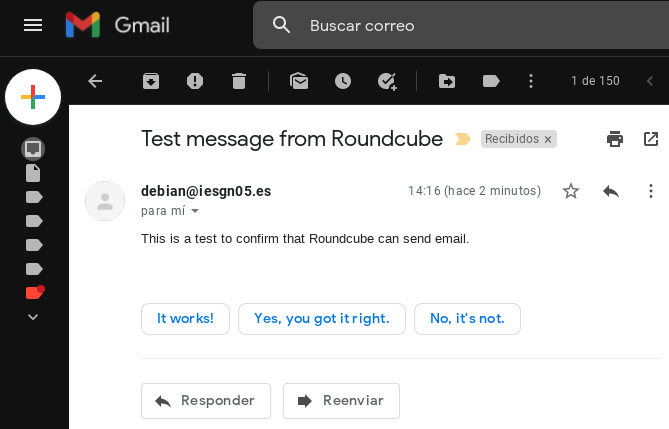 Gmail
Buscar correo
1 de 150
Test message from Roundcube
Recibidos ×
debian@iesgn05.es
14:16 (hace 2 minutos)
para mí
This is a test to confirm that Roundcube can send email.
It works!
Yes, you got it right.
No, it's not.
Responder
Reenviar